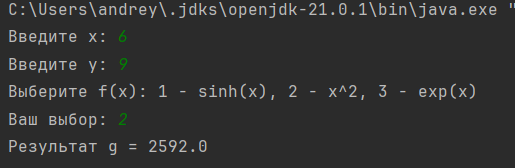 C:\Users\andrey\.jdks\openjdk-21.0.1\bin\java.exe "
Введите x: 6
Введите y: 9
Выберите f(x): 1 - sinh(x), 2 - x^2, 3 - exp(x)
Ваш выбор: 2
Результат g = 2592.0